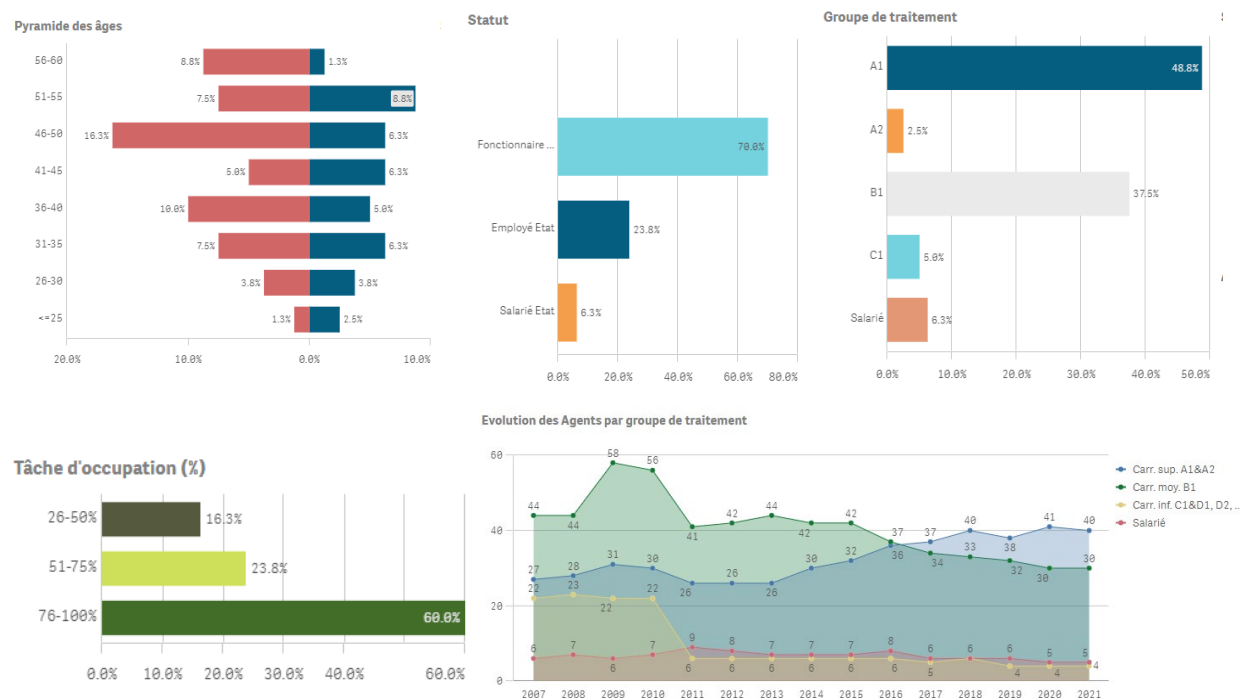 Pyramide des âges
56-60
8.8%
1.3%
51-55
7.5%
8.8%
46-50
16.3%
6.3%
41-45
5.0%
6.3%
36-40
10.0%
5.0%
31-35
7.5%
6.3%
26-30
3.8%
3.8%
<=25
1.3%
2.5%
20.0% 10.0% 0.0% 10.0%
Statut
Fonctionnaire ...
70.0%
Employé Etat
23.8%
Salarié Etat
6.3%
0.0% 20.0% 40.0% 60.0% 80.0%
Groupe de traitement
A1
48.8%
A2
2.5%
B1
37.5%
C1
5.0%
Salarié
6.3%
0.0% 10.0% 20.0% 30.0% 40.0% 50.0%
Tâche d'occupation (%)
26-50%
16.3%
51-75%
23.8%
76-100%
60.0%
0.0% 10.0% 20.0% 30.0% 40.0% 60.0%
Evolution des Agents par groupe de traitement
60
40
20
0
44 44 58 56 41 42 44 42 42 37 34 33 32 30 30
27 28 31 30 26 26 26 30 32 36 37 40 38 41 40
22 23 22 22 6 6 6 6 6 6 5 6 4 4 4
6 7 6 7 9 8 7 7 7 8 6 6 5 5
2007 2008 2009 2010 2011 2012 2013 2014 2015 2016 2017 2018 2019 2020 2021
Carr. sup. A1&A2
Carr. moy. B1
Carr. inf. C1&D1, D2, ...
Salarié